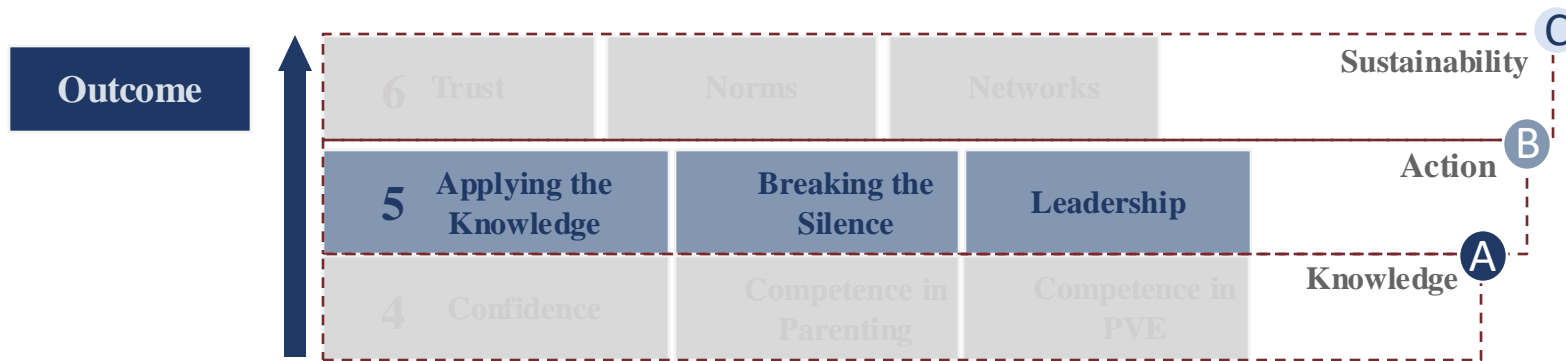 Outcome
6 Trust
Norms
Networks
Sustainability
C
B
Action
5 Applying the
Knowledge
Breaking the
Silence
Leadership
A
Knowledge
4 Confidence
Competence in
Parenting
Competence in
PVE